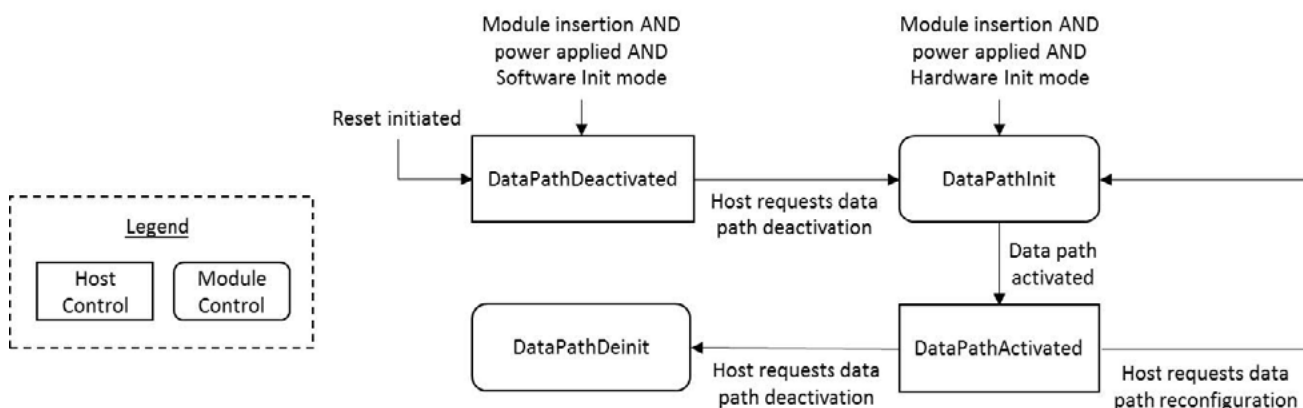 Module insertion AND
power applied AND
Software Init mode
Module insertion AND
power applied AND
Hardware Init mode
Reset initiated
DataPathDeactivated
DataPathInit
Host requests data
path deactivation
Legend
Host
Control
Module
Control
Data path
activated
DataPathDeinit
DataPathActivated
Host requests data
path deactivation
Host requests data
path reconfiguration